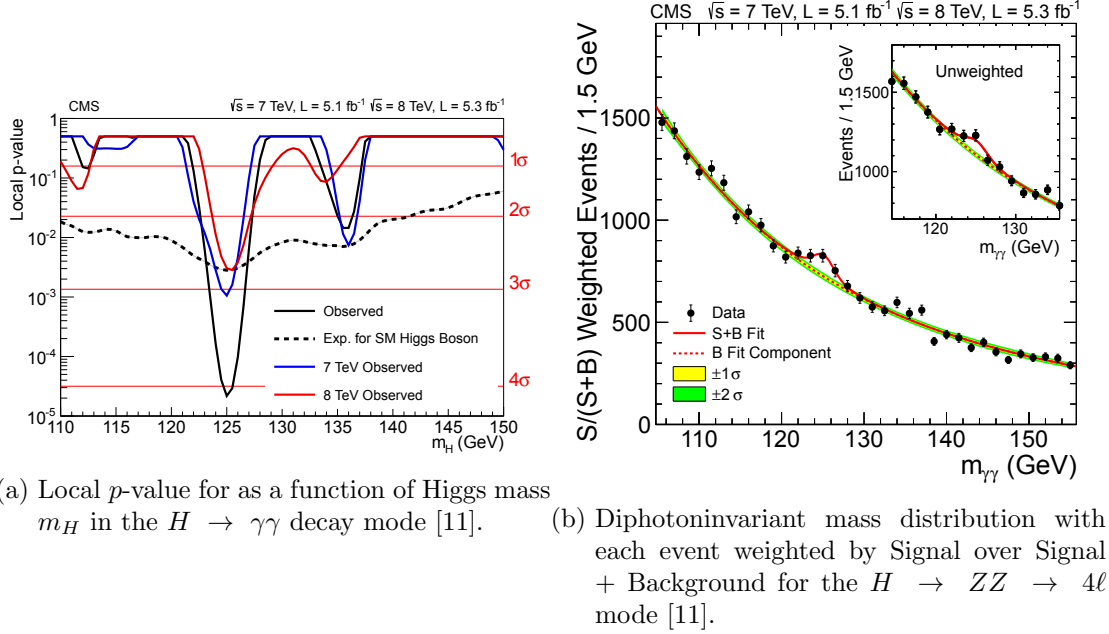 CMS √s = 7 TeV, L = 5.1 fb⁻¹ √s = 8 TeV, L = 5.3 fb⁻¹
Local p-value
1
10⁻¹
10⁻²
10⁻³
10⁻⁴
10⁻⁵
1σ
2σ
3σ
4σ
Observed
Exp. for SM Higgs Boson
7 TeV Observed
8 TeV Observed
110 115 120 125 130 135 140 145 150
m_H (GeV)
) Local p-value for as a function of Higgs mass
m_H in the H → γγ decay mode [11].
CMS √s = 7 TeV, L = 5.1 fb⁻¹ √s = 8 TeV, L = 5.3 fb⁻¹
S/(S+B) Weighted Events / 1.5 GeV
1500
1000
500
0
Data
S+B Fit
B Fit Component
±1 σ
±2 σ
110 120 130 140 150
m_γγ (GeV)
Unweighted
Events / 1.5 GeV
1500
1000
120 130
m_γγ (GeV)
(b) Diphotoninvariant mass distribution with
each event weighted by Signal over Signal
+ Background for the H → ZZ → 4ℓ
mode [11].